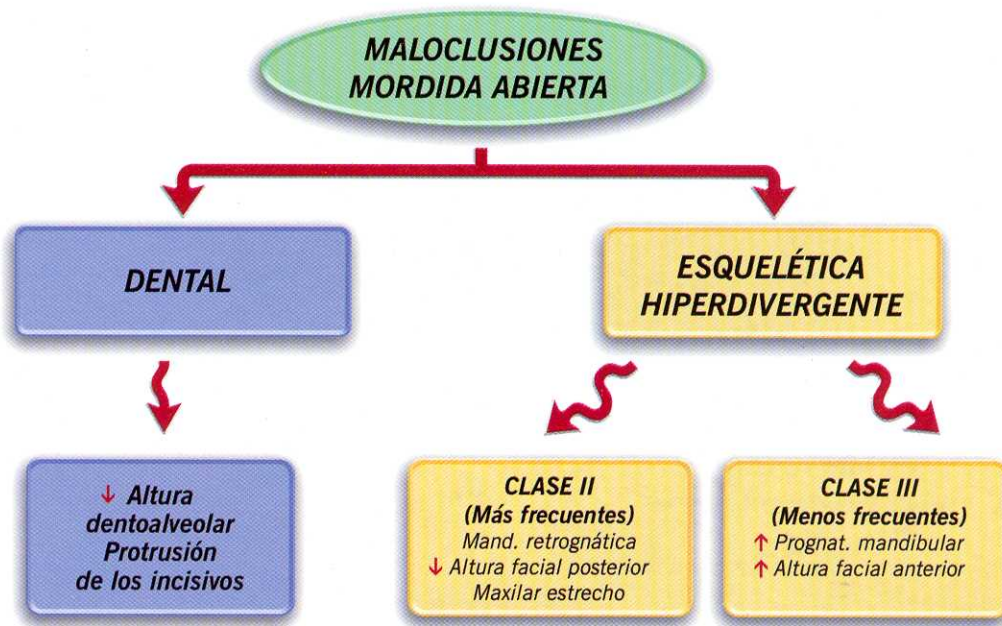 MALOCLUSIONES
MORDIDA ABIERTA
DENTAL
ESQUELÉTICA
HIPERDIVERGENTE
↓ Altura
dentoalveolar
Protrusión
de los incisivos
CLASE II
(Más frecuentes)
Mand. retrognática
↓ Altura facial posterior
Maxilar estrecho
CLASE III
(Menos frecuentes)
↑ Prognat. mandibular
↑ Altura facial anterior